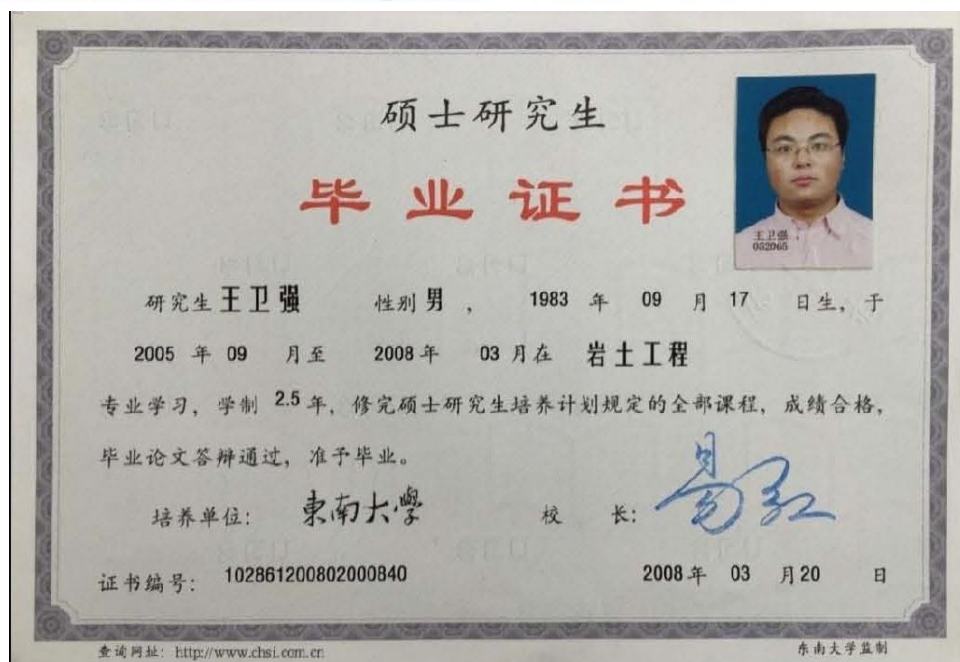 硕士研究生
毕业证书
王卫强
052065
研究生 王卫强 性别 男 ， 1983 年 09 月 17 日生，于
2005 年 09 月至 2008 年 03 月在 岩土工程
专业学习，学制 2.5 年，修完硕士研究生培养计划规定的全部课程，成绩合格，
毕业论文答辩通过，准予毕业。
培养单位： 東南大學 校 长： 易红
证书编号： 102861200802000840 2008 年 03 月 20 日
查询网址：http://www.chsi.com.cn 东南大学监制